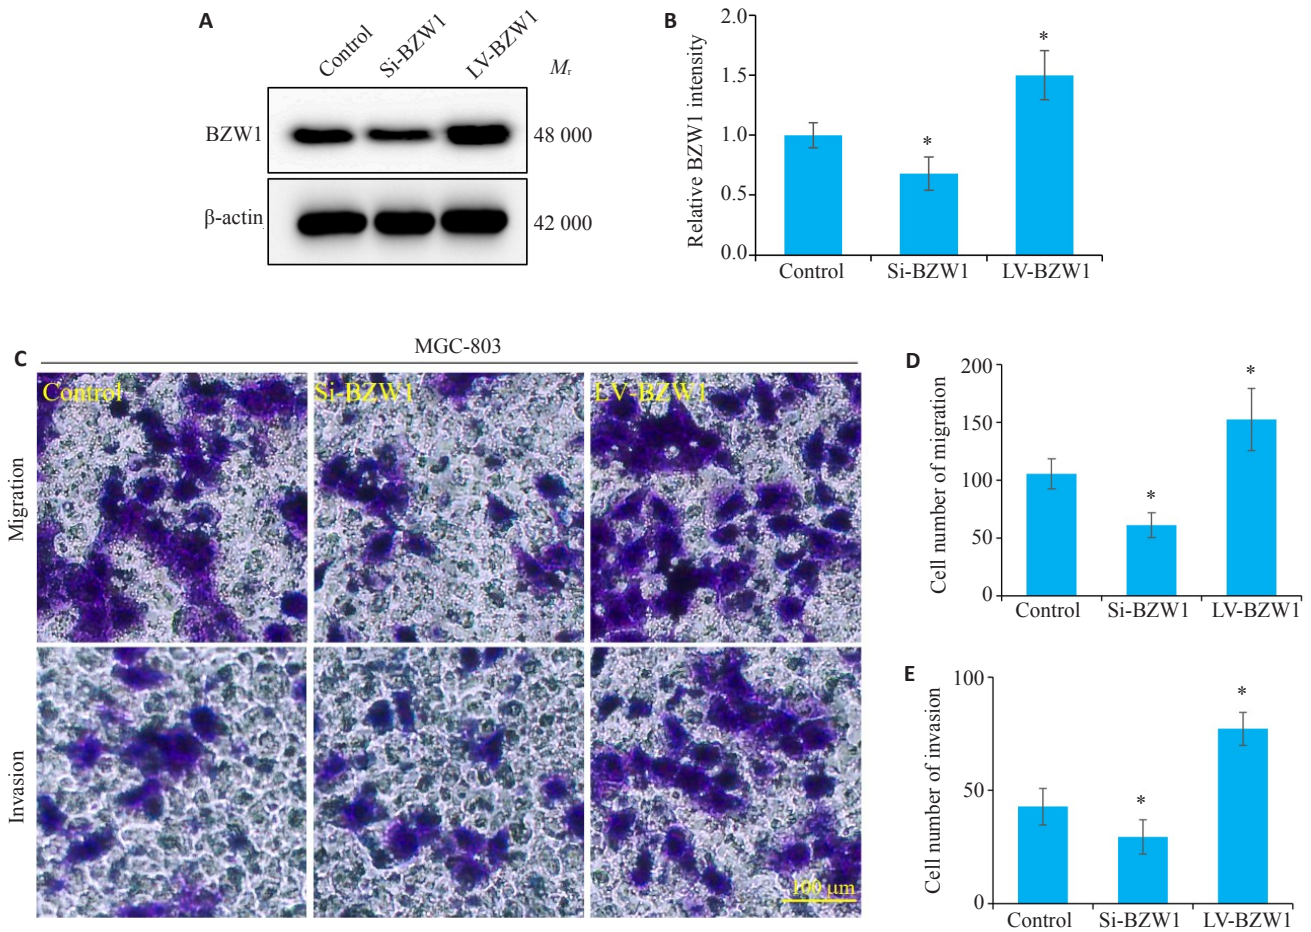 A
Control
Si-BZW1
LV-BZW1
Mr
BZW1
48 000
β-actin
42 000
B
Relative BZW1 intensity
2.0
1.5
1.0
0.5
0.0
*
*
Control
Si-BZW1
LV-BZW1
C
MGC-803
Control
Si-BZW1
LV-BZW1
Migration
Invasion
100 μm
D
Cell number of migration
200
150
100
50
0
*
*
Control
Si-BZW1
LV-BZW1
E
Cell number of invasion
100
50
0
*
*
Control
Si-BZW1
LV-BZW1